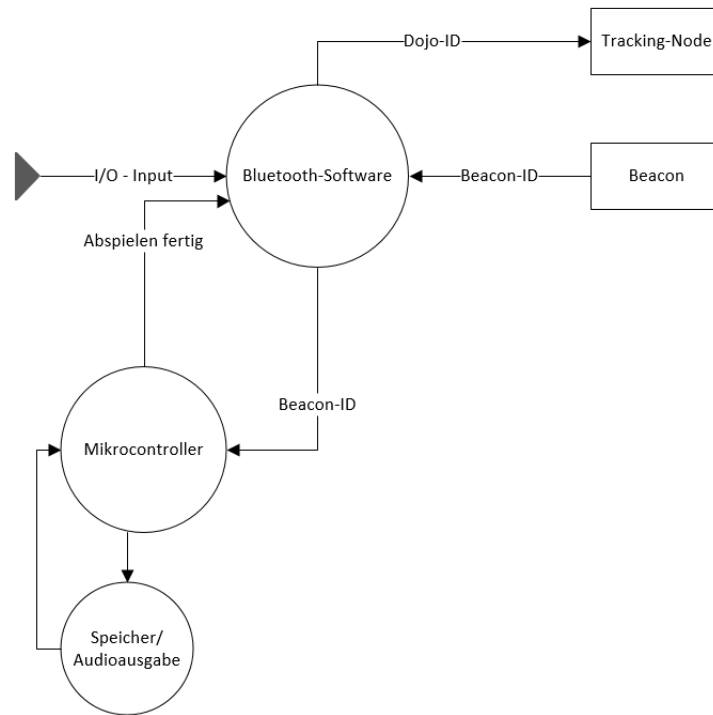 Dojo-ID
Tracking-Node
I/O - Input
Bluetooth-Software
Beacon-ID
Beacon
Abspielen fertig
Beacon-ID
Mikrocontroller
Speicher/
Audioausgabe